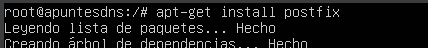 root@apuntesdns:/# apt-get install postfix
Leyendo lista de paquetes... Hecho
Creando árbol de dependencias... Hecho